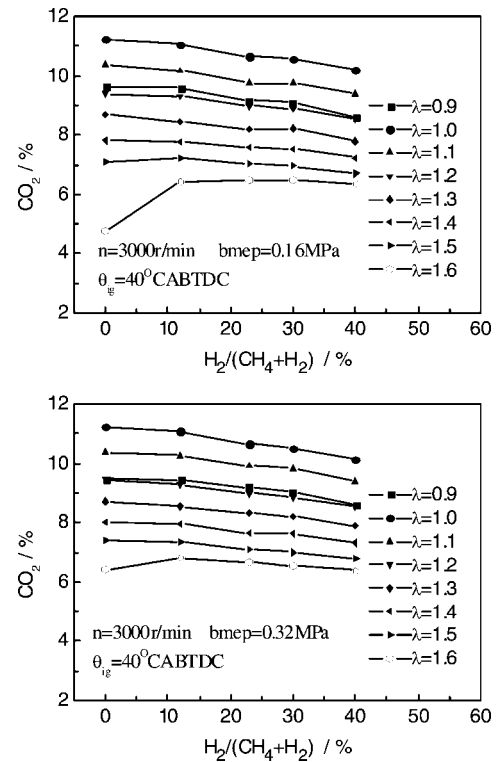 12
10
8
6
4
2
CO₂ / %
λ=0.9
λ=1.0
λ=1.1
λ=1.2
λ=1.3
λ=1.4
λ=1.5
λ=1.6
n=3000r/min bmep=0.16MPa
θig=40⁰CABTDC
0 10 20 30 40 50 60
H₂/(CH₄+H₂) / %
12
10
8
6
4
2
CO₂ / %
λ=0.9
λ=1.0
λ=1.1
λ=1.2
λ=1.3
λ=1.4
λ=1.5
λ=1.6
n=3000r/min bmep=0.32MPa
θig=40⁰CABTDC
0 10 20 30 40 50 60
H₂/(CH₄+H₂) / %